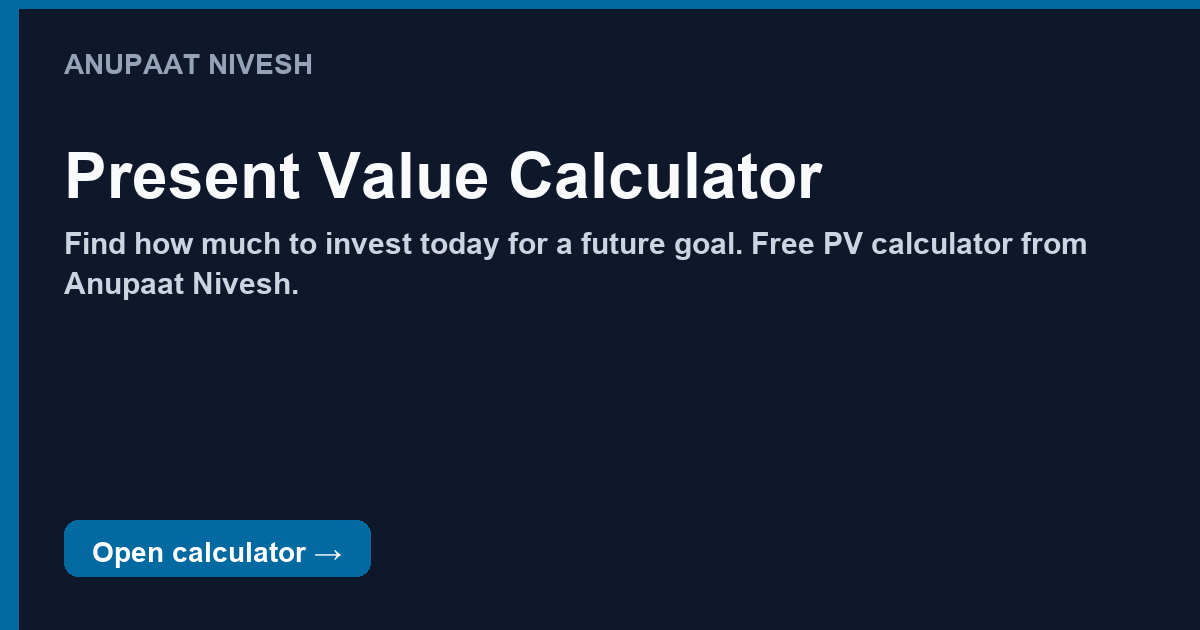 ANUPAAT NIVESH
Present Value Calculator
Find how much to invest today for a future goal. Free PV calculator from
Anupaat Nivesh.
Open calculator →